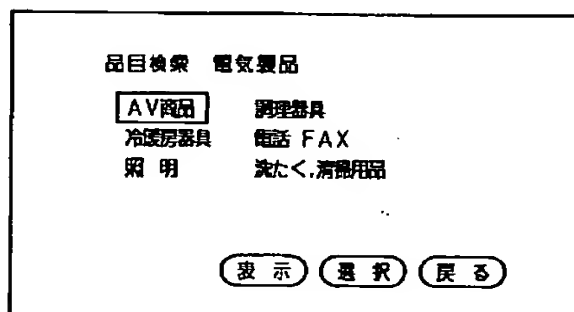 品目検索 電気製品
AV商品 調理器具
冷暖房器具 電話 FAX
照 明 洗たく,清掃用品
表 示 選 択 戻 る